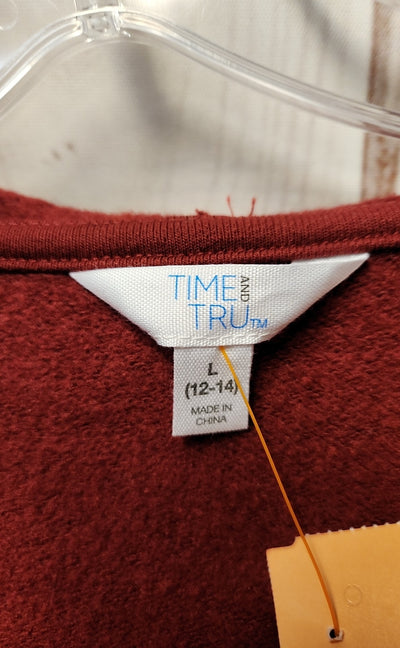 TIME AND
TRU™
L
(12-14)
MADE IN
CHINA